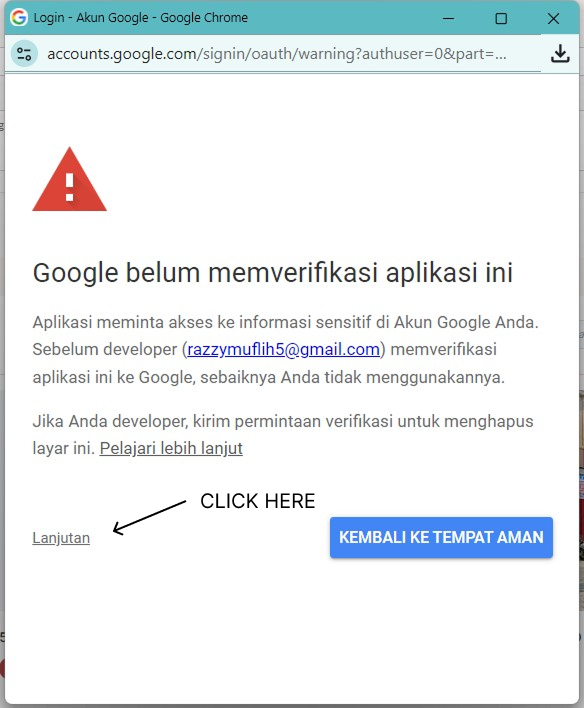 Login - Akun Google - Google Chrome
accounts.google.com/signin/oauth/warning?authuser=0&part=...
Google belum memverifikasi aplikasi ini
Aplikasi meminta akses ke informasi sensitif di Akun Google Anda.
Sebelum developer (razzymuflih5@gmail.com) memverifikasi
aplikasi ini ke Google, sebaiknya Anda tidak menggunakannya.
Jika Anda developer, kirim permintaan verifikasi untuk menghapus
layar ini. Pelajari lebih lanjut
CLICK HERE
Lanjutan
KEMBALI KE TEMPAT AMAN